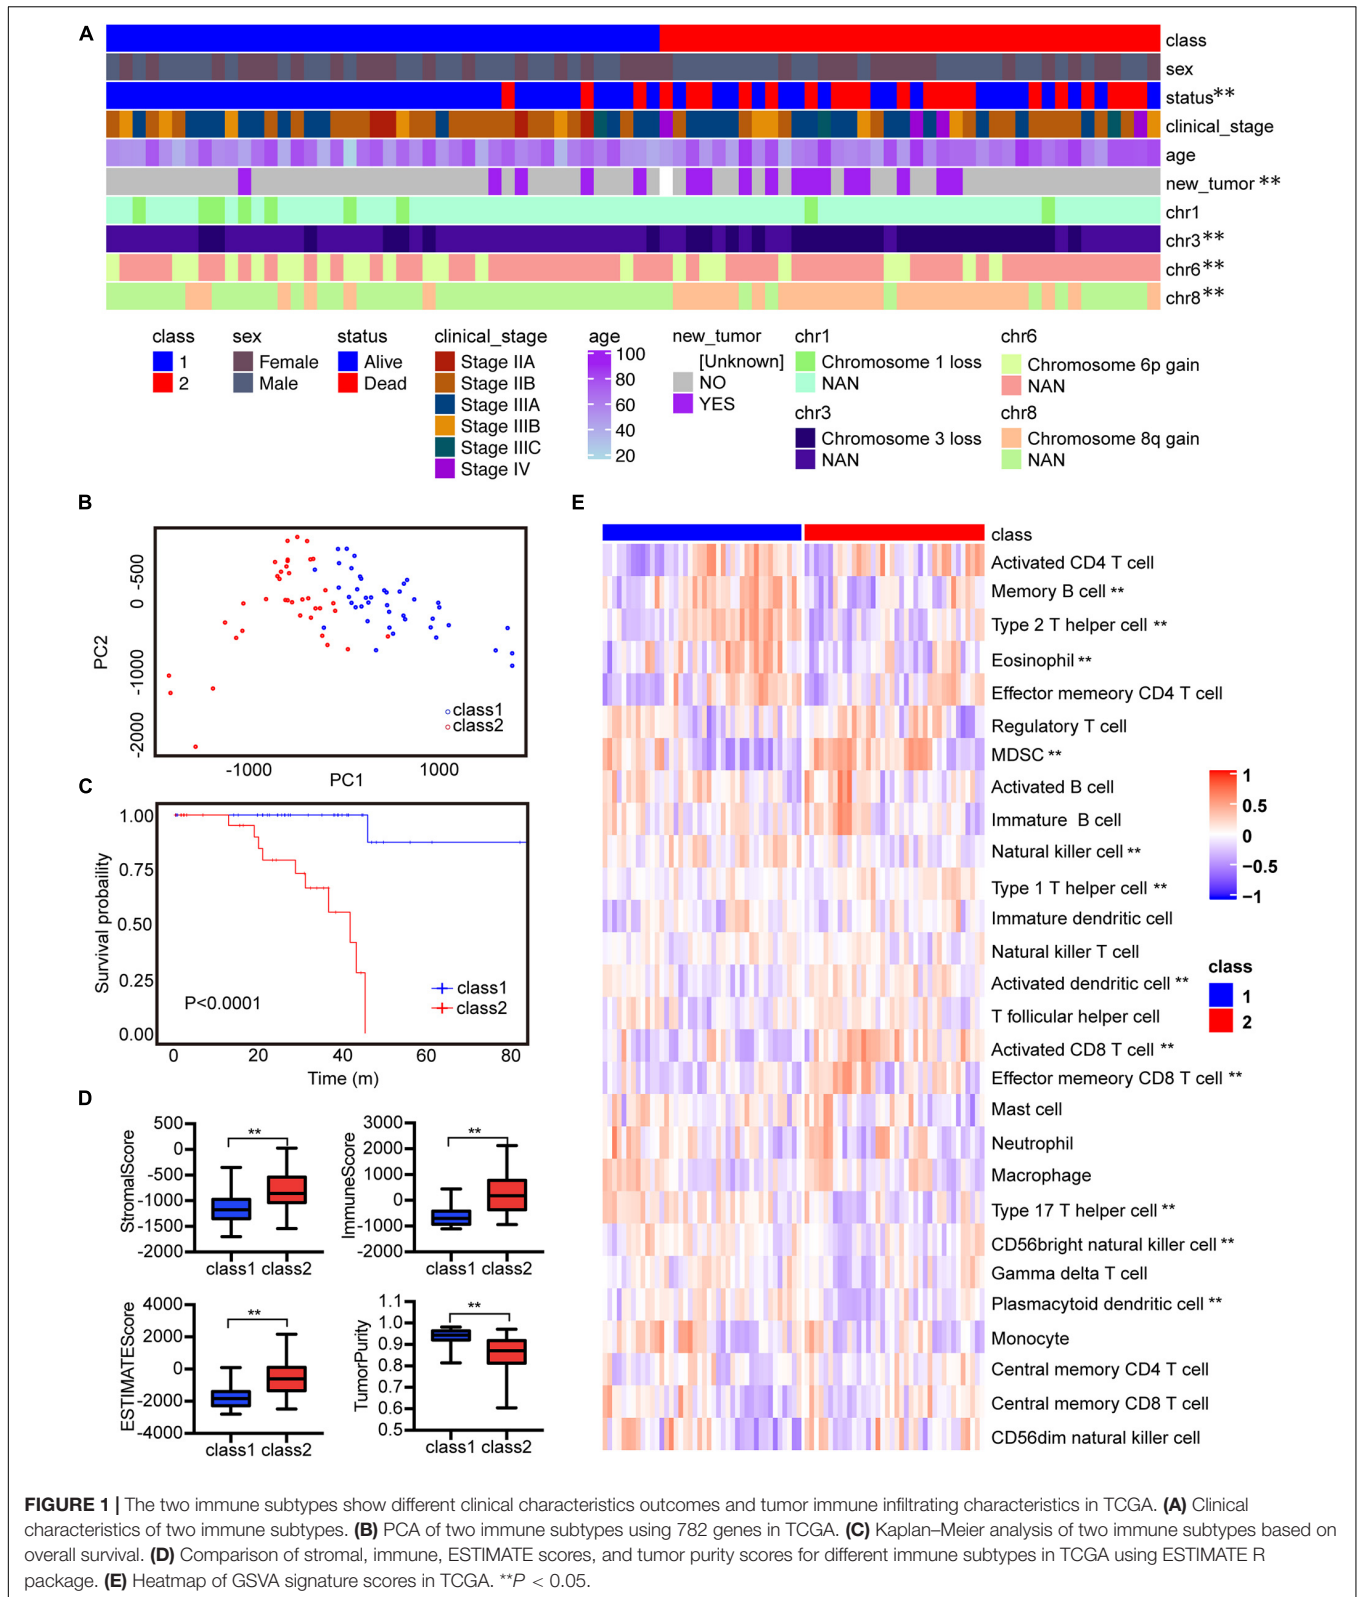 A
class
sex
status**
clinical_stage
age
new_tumor **
chr1
chr3**
chr6**
chr8**
class
1
2
sex
Female
Male
status
Alive
Dead
clinical_stage
Stage IIA
Stage IIB
Stage IIIA
Stage IIIB
Stage IIIC
Stage IV
age
100
80
60
40
20
new_tumor
[Unknown]
NO
YES
chr1
Chromosome 1 loss
NAN
chr3
Chromosome 3 loss
NAN
chr6
Chromosome 6p gain
NAN
chr8
Chromosome 8q gain
NAN
B
PC2
-500
0
-1000
-2000
class1
class2
-1000
1000
PC1
C
Survival probaility
1.00
0.75
0.50
0.25
0.00
P<0.0001
class1
class2
0 20 40 60 80
Time (m)
D
StromalScore
500
0
-500
-1000
-1500
-2000
**
class1 class2
ImmuneScore
3000
2000
1000
0
-1000
-2000
**
class1 class2
ESTIMATEScore
4000
2000
0
-2000
-4000
**
class1 class2
TumorPurity
1.1
1.0
0.9
0.8
0.7
0.6
0.5
**
class1 class2
E
class
Activated CD4 T cell
Memory B cell **
Type 2 T helper cell **
Eosinophil **
Effector memeory CD4 T cell
Regulatory T cell
MDSC **
Activated B cell
Immature B cell
Natural killer cell **
Type 1 T helper cell **
Immature dendritic cell
Natural killer T cell
Activated dendritic cell **
T follicular helper cell
Activated CD8 T cell **
Effector memeory CD8 T cell **
Mast cell
Neutrophil
Macrophage
Type 17 T helper cell **
CD56bright natural killer cell **
Gamma delta T cell
Plasmacytoid dendritic cell **
Monocyte
Central memory CD4 T cell
Central memory CD8 T cell
CD56dim natural killer cell
1
0.5
0
−0.5
−1
class
1
2
FIGURE 1 | The two immune subtypes show different clinical characteristics outcomes and tumor immune infiltrating characteristics in TCGA. (A) Clinical
characteristics of two immune subtypes. (B) PCA of two immune subtypes using 782 genes in TCGA. (C) Kaplan–Meier analysis of two immune subtypes based on
overall survival. (D) Comparison of stromal, immune, ESTIMATE scores, and tumor purity scores for different immune subtypes in TCGA using ESTIMATE R
package. (E) Heatmap of GSVA signature scores in TCGA. **P < 0.05.